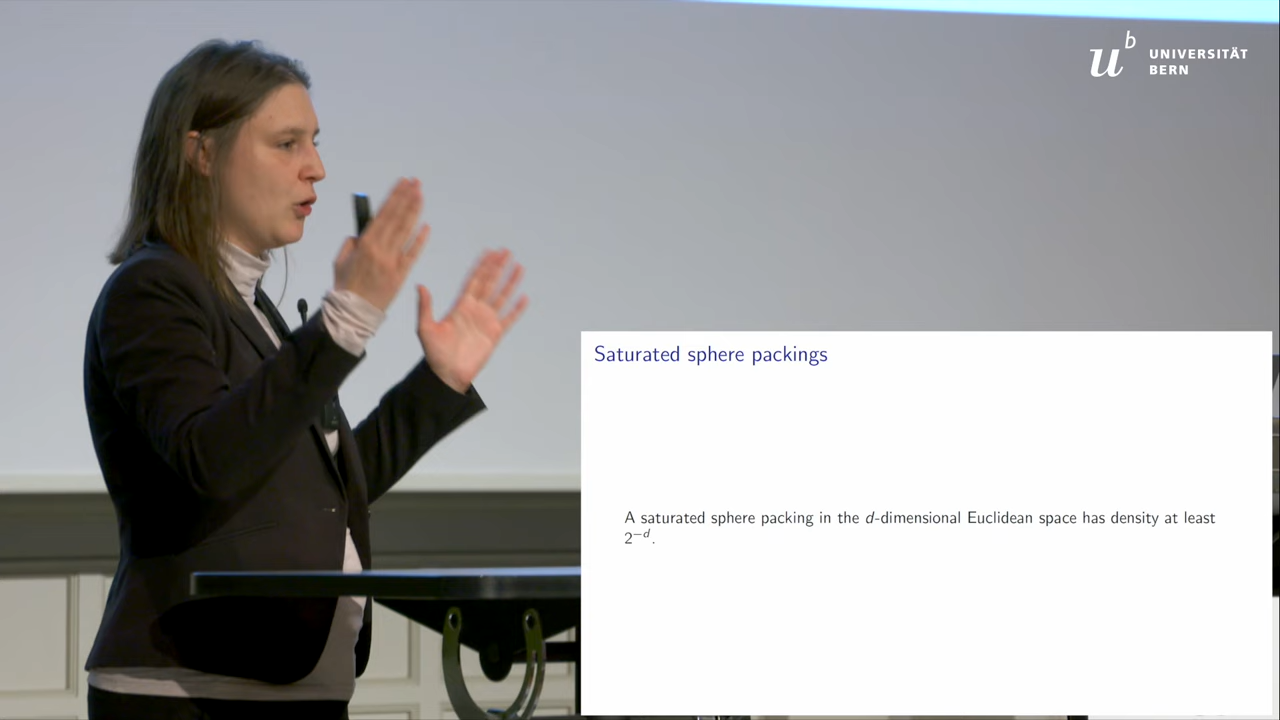 u^b UNIVERSITÄT
BERN
Saturated sphere packings
A saturated sphere packing in the d-dimensional Euclidean space has density at least
2^{-d}.